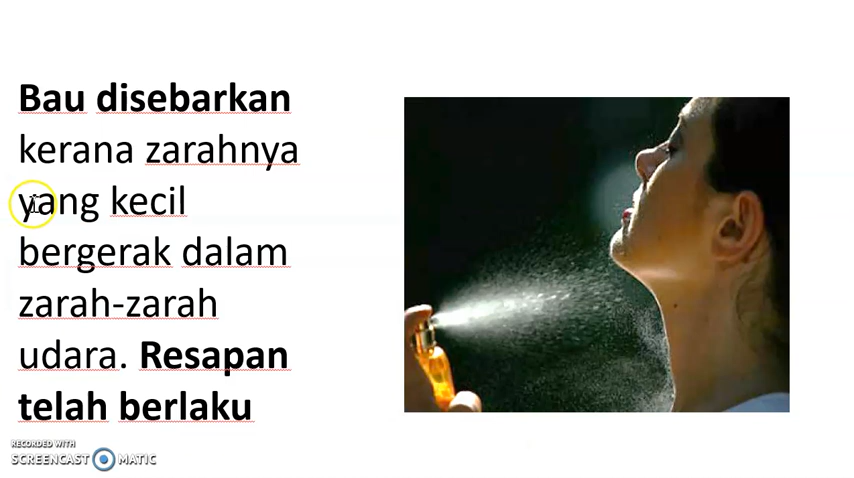 Bau disebarkan
kerana zarahnya
yang kecil
bergerak dalam
zarah-zarah
udara. Resapan
telah berlaku
RECORDED WITH
SCREENCAST MATIC